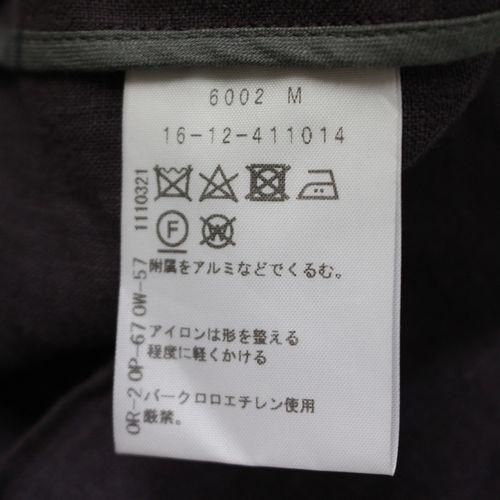 6002 M
16-12-411014
F
W
附属をアルミなどでくるむ。
アイロンは形を整える
程度に軽くかける
パークロロエチレン使用
厳禁。
OR-2 OP-67 OW-57 1110321